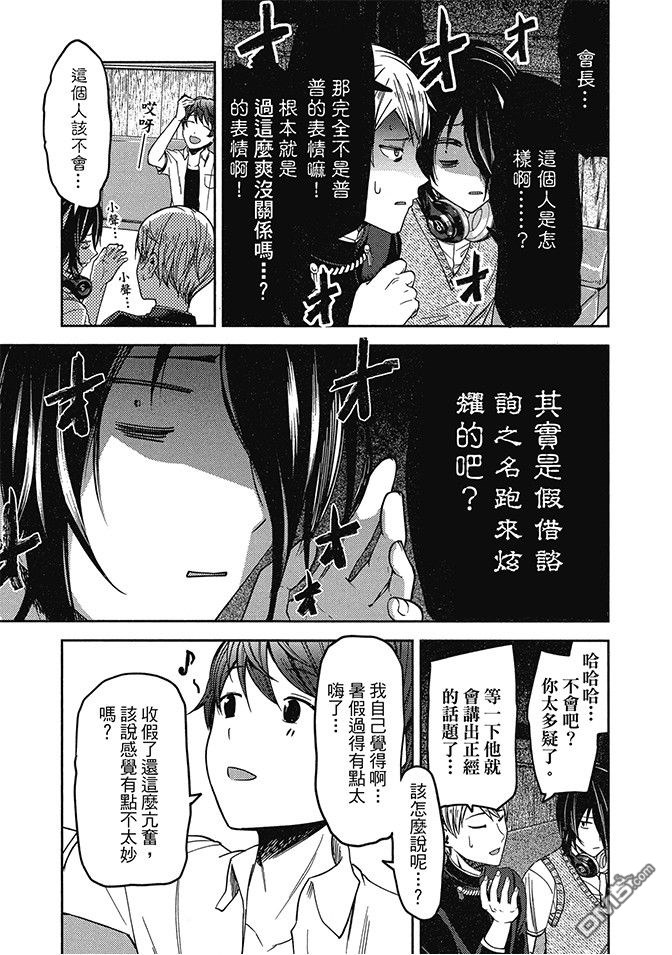 會長…
這個人是怎
樣啊……？
那完全不是普
普的表情嘛！
根本就是
過這麼爽沒關係嗎…？
的表情啊！
哎呀
這個人該不會…
小聲…
小聲…
其實是假借諮
詢之名跑來炫
耀的吧？
哈哈哈…
不會吧？
你太多疑了。
等一下他就
會講出正經
的話題了…
該怎麼說呢…？
我自己覺得啊…
暑假過得有點太
嗨了…
收假了還這麼亢奮，
該說感覺有點不太妙
嗎？
DM5.com